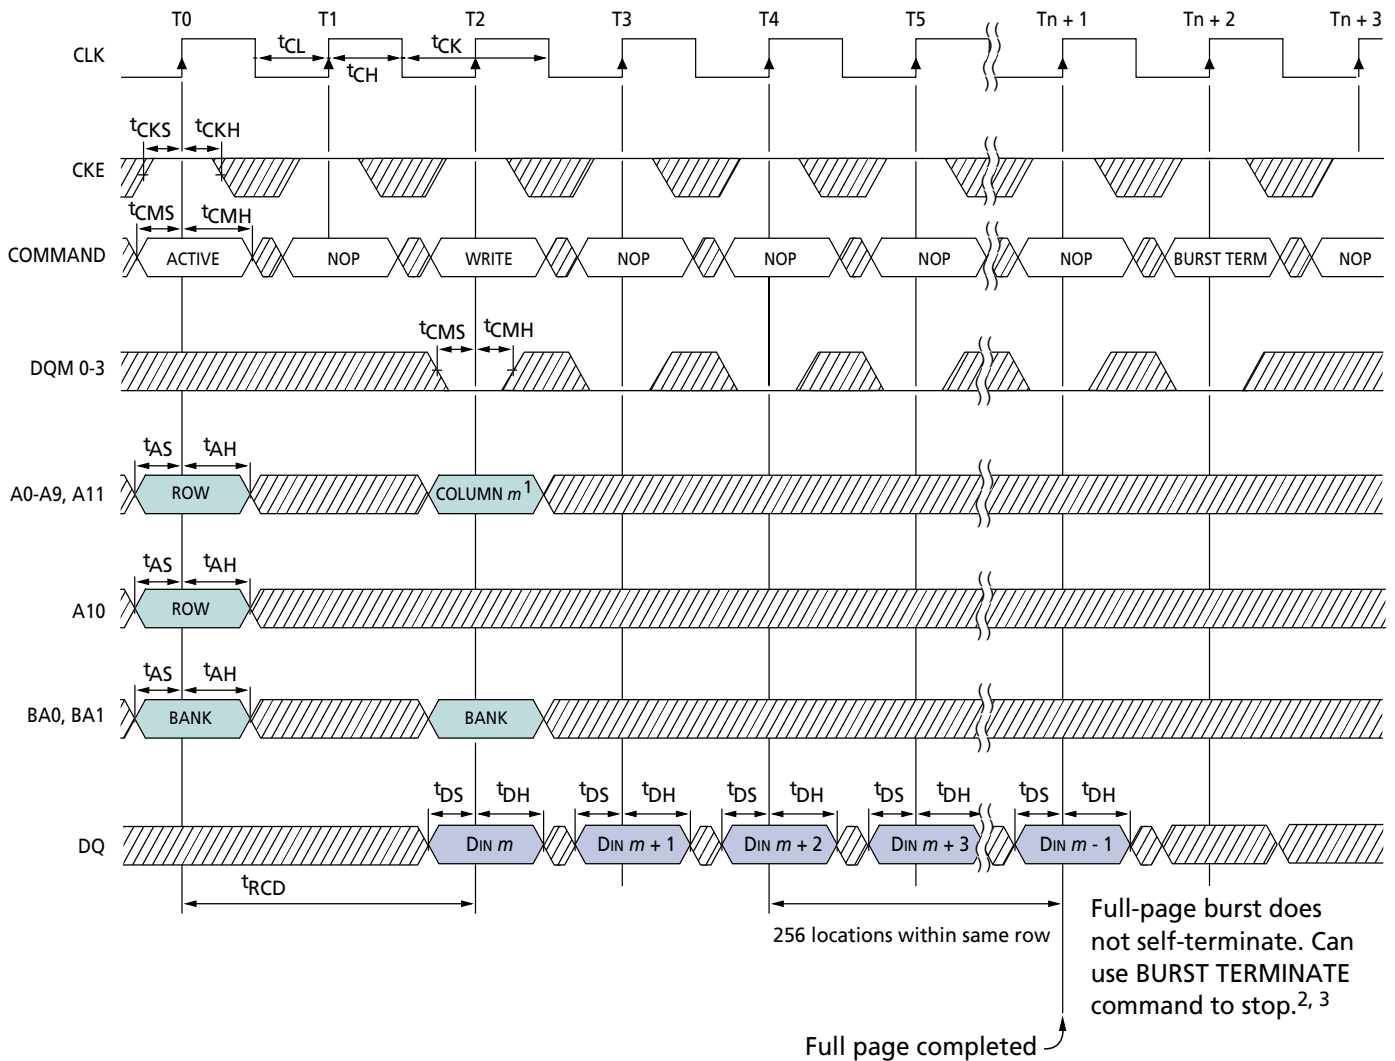 T0 T1 T2 T3 T4 T5 Tn + 1 Tn + 2 Tn + 3
CLK
tCL tCH tCK
CKE
tCKS tCKH
COMMAND
tCMS tCMH
ACTIVE NOP WRITE NOP NOP NOP NOP BURST TERM NOP
DQM 0-3
tCMS tCMH
A0-A9, A11
tAS tAH
ROW COLUMN m1
A10
tAS tAH
ROW
BA0, BA1
tAS tAH
BANK BANK
DQ
tDS tDH tDS tDH tDS tDH tDS tDH tDS tDH
DIN m DIN m + 1 DIN m + 2 DIN m + 3 DIN m - 1
tRCD
256 locations within same row
Full-page burst does
not self-terminate. Can
use BURST TERMINATE
command to stop.2, 3
Full page completed